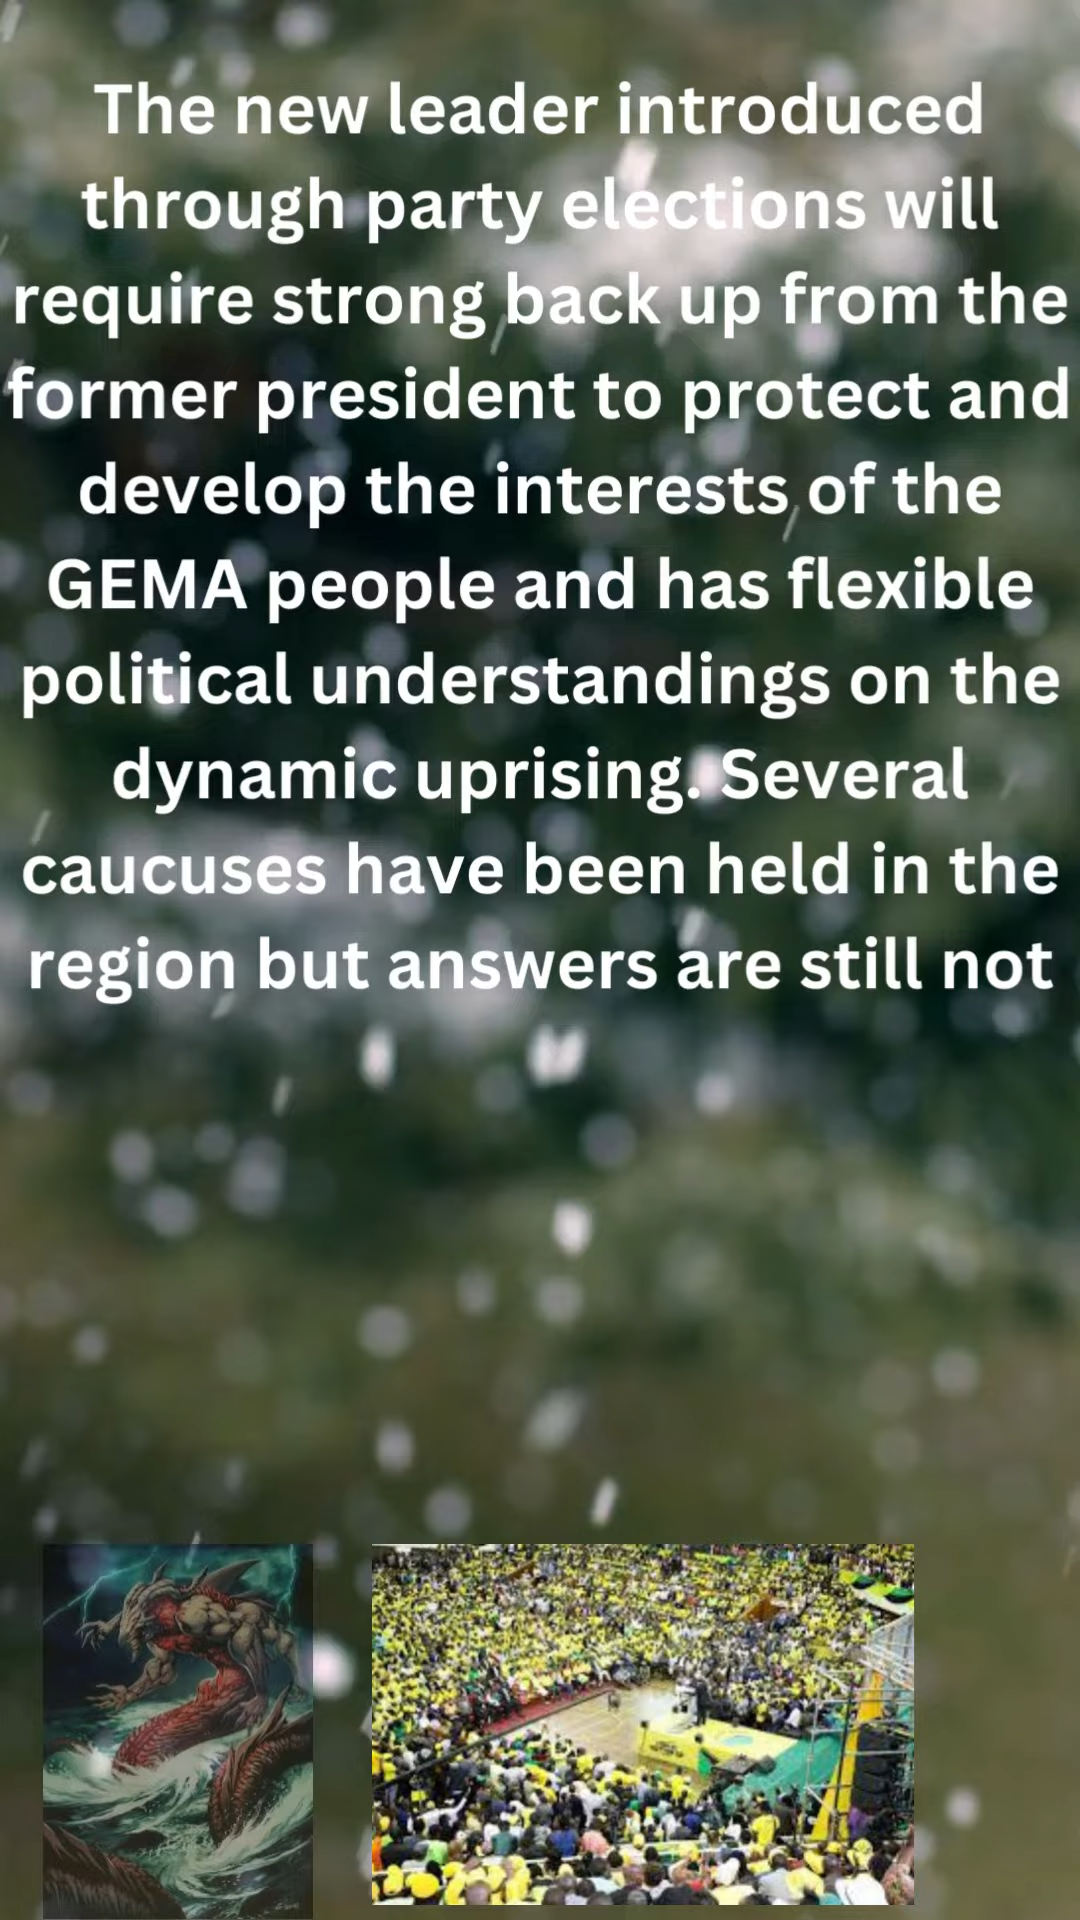 The new leader introduced
through party elections will
require strong back up from the
former president to protect and
develop the interests of the
GEMA people and has flexible
political understandings on the
dynamic uprising. Several
caucuses have been held in the
region but answers are still not